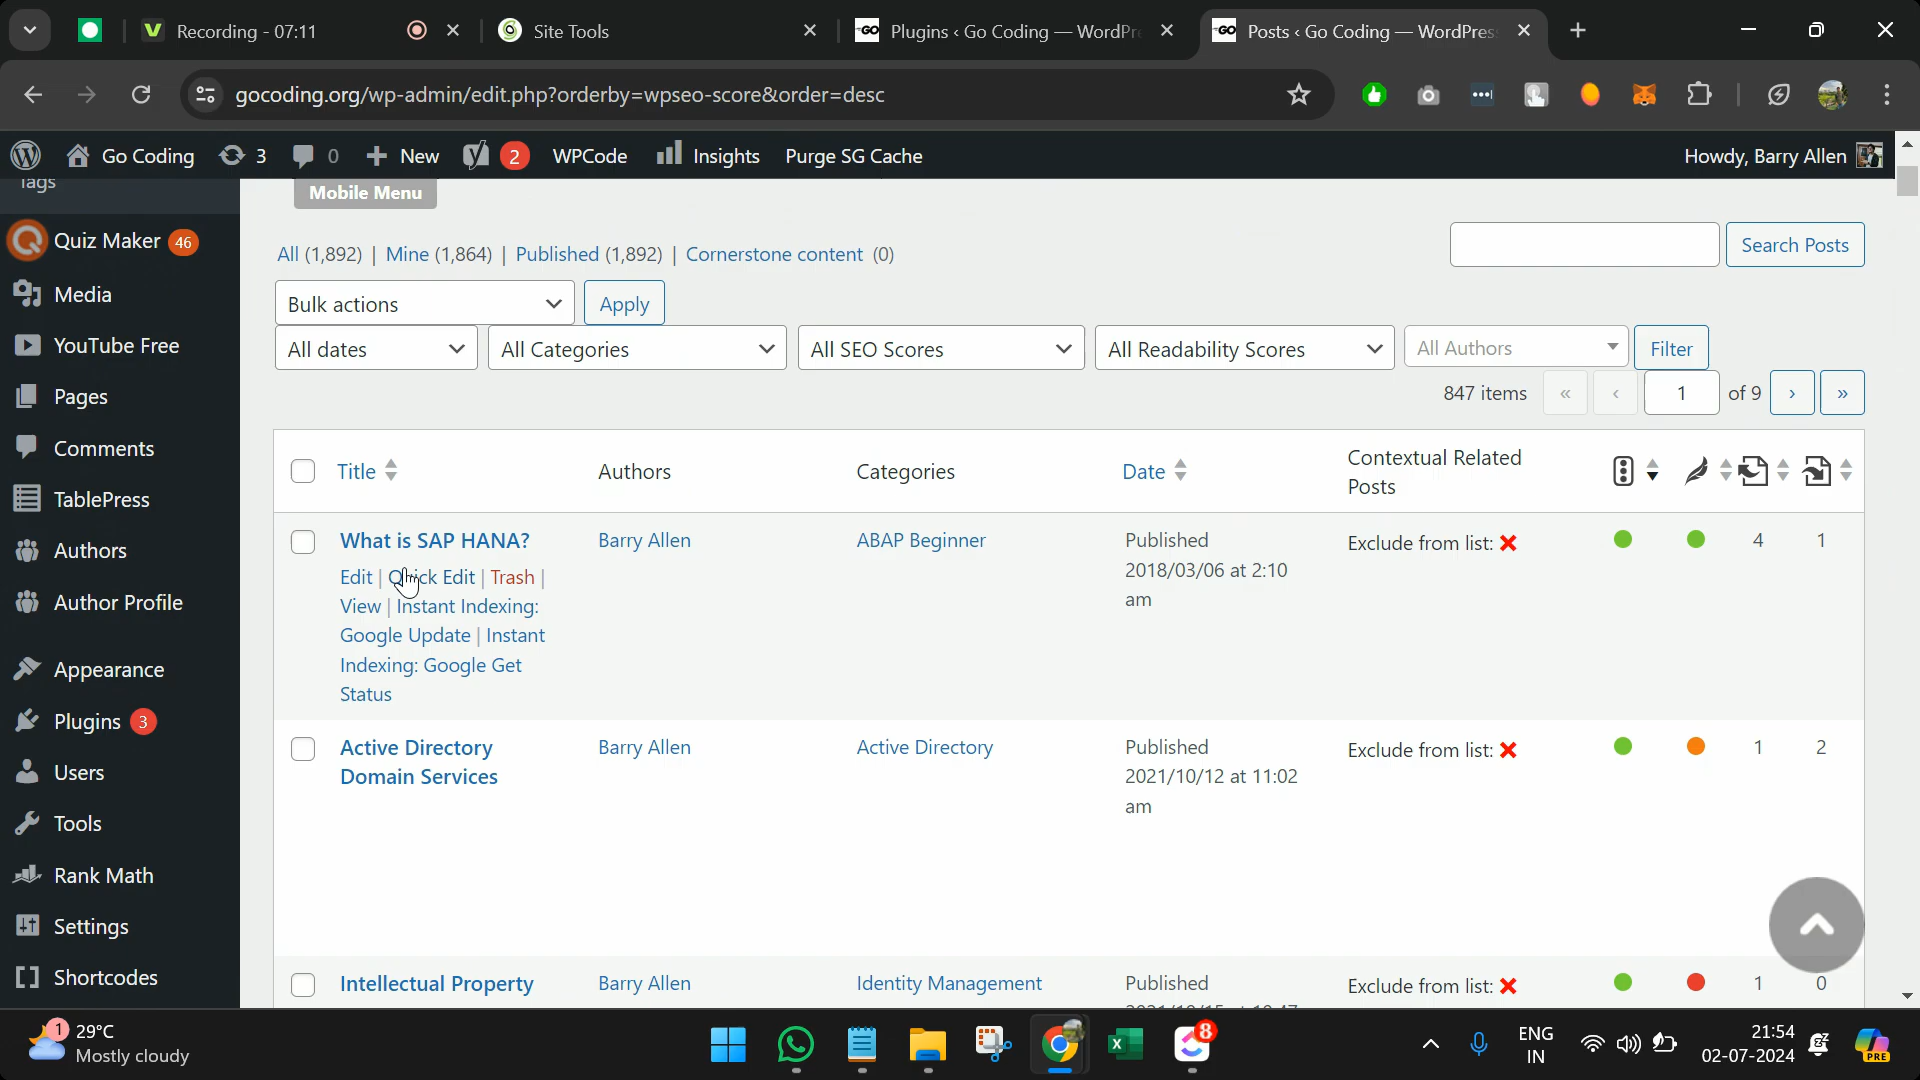 Recording - 07:11
Site Tools
GO Plugins ‹ Go Coding — WordPr
GO Posts ‹ Go Coding — WordPres
gocoding.org/wp-admin/edit.php?orderby=wpseo-score&order=desc
Go Coding 3 0 New 2 WPCode Insights Purge SG Cache Howdy, Barry Allen
Tags
Quiz Maker 46
Media
YouTube Free
Pages
Comments
TablePress
Authors
Author Profile
Appearance
Plugins 3
Users
Tools
Rank Math
Settings
Shortcodes
Mobile Menu
All (1,892) | Mine (1,864) | Published (1,892) | Cornerstone content (0)
Search Posts
Bulk actions Apply
All dates All Categories All SEO Scores All Readability Scores All Authors Filter
847 items « ‹ 1 of 9 › »
Title Authors Categories Date Contextual Related
Posts
What is SAP HANA? Barry Allen ABAP Beginner Published Exclude from list: 4 1
2018/03/06 at 2:10
am
Edit | Quick Edit | Trash |
View | Instant Indexing:
Google Update | Instant
Indexing: Google Get
Status
Active Directory Barry Allen Active Directory Published Exclude from list: 1 2
Domain Services 2021/10/12 at 11:02
am
Intellectual Property Barry Allen Identity Management Published Exclude from list: 1 0
1 29°C
Mostly cloudy
8
ENG
IN
21:54
02-07-2024
PRE